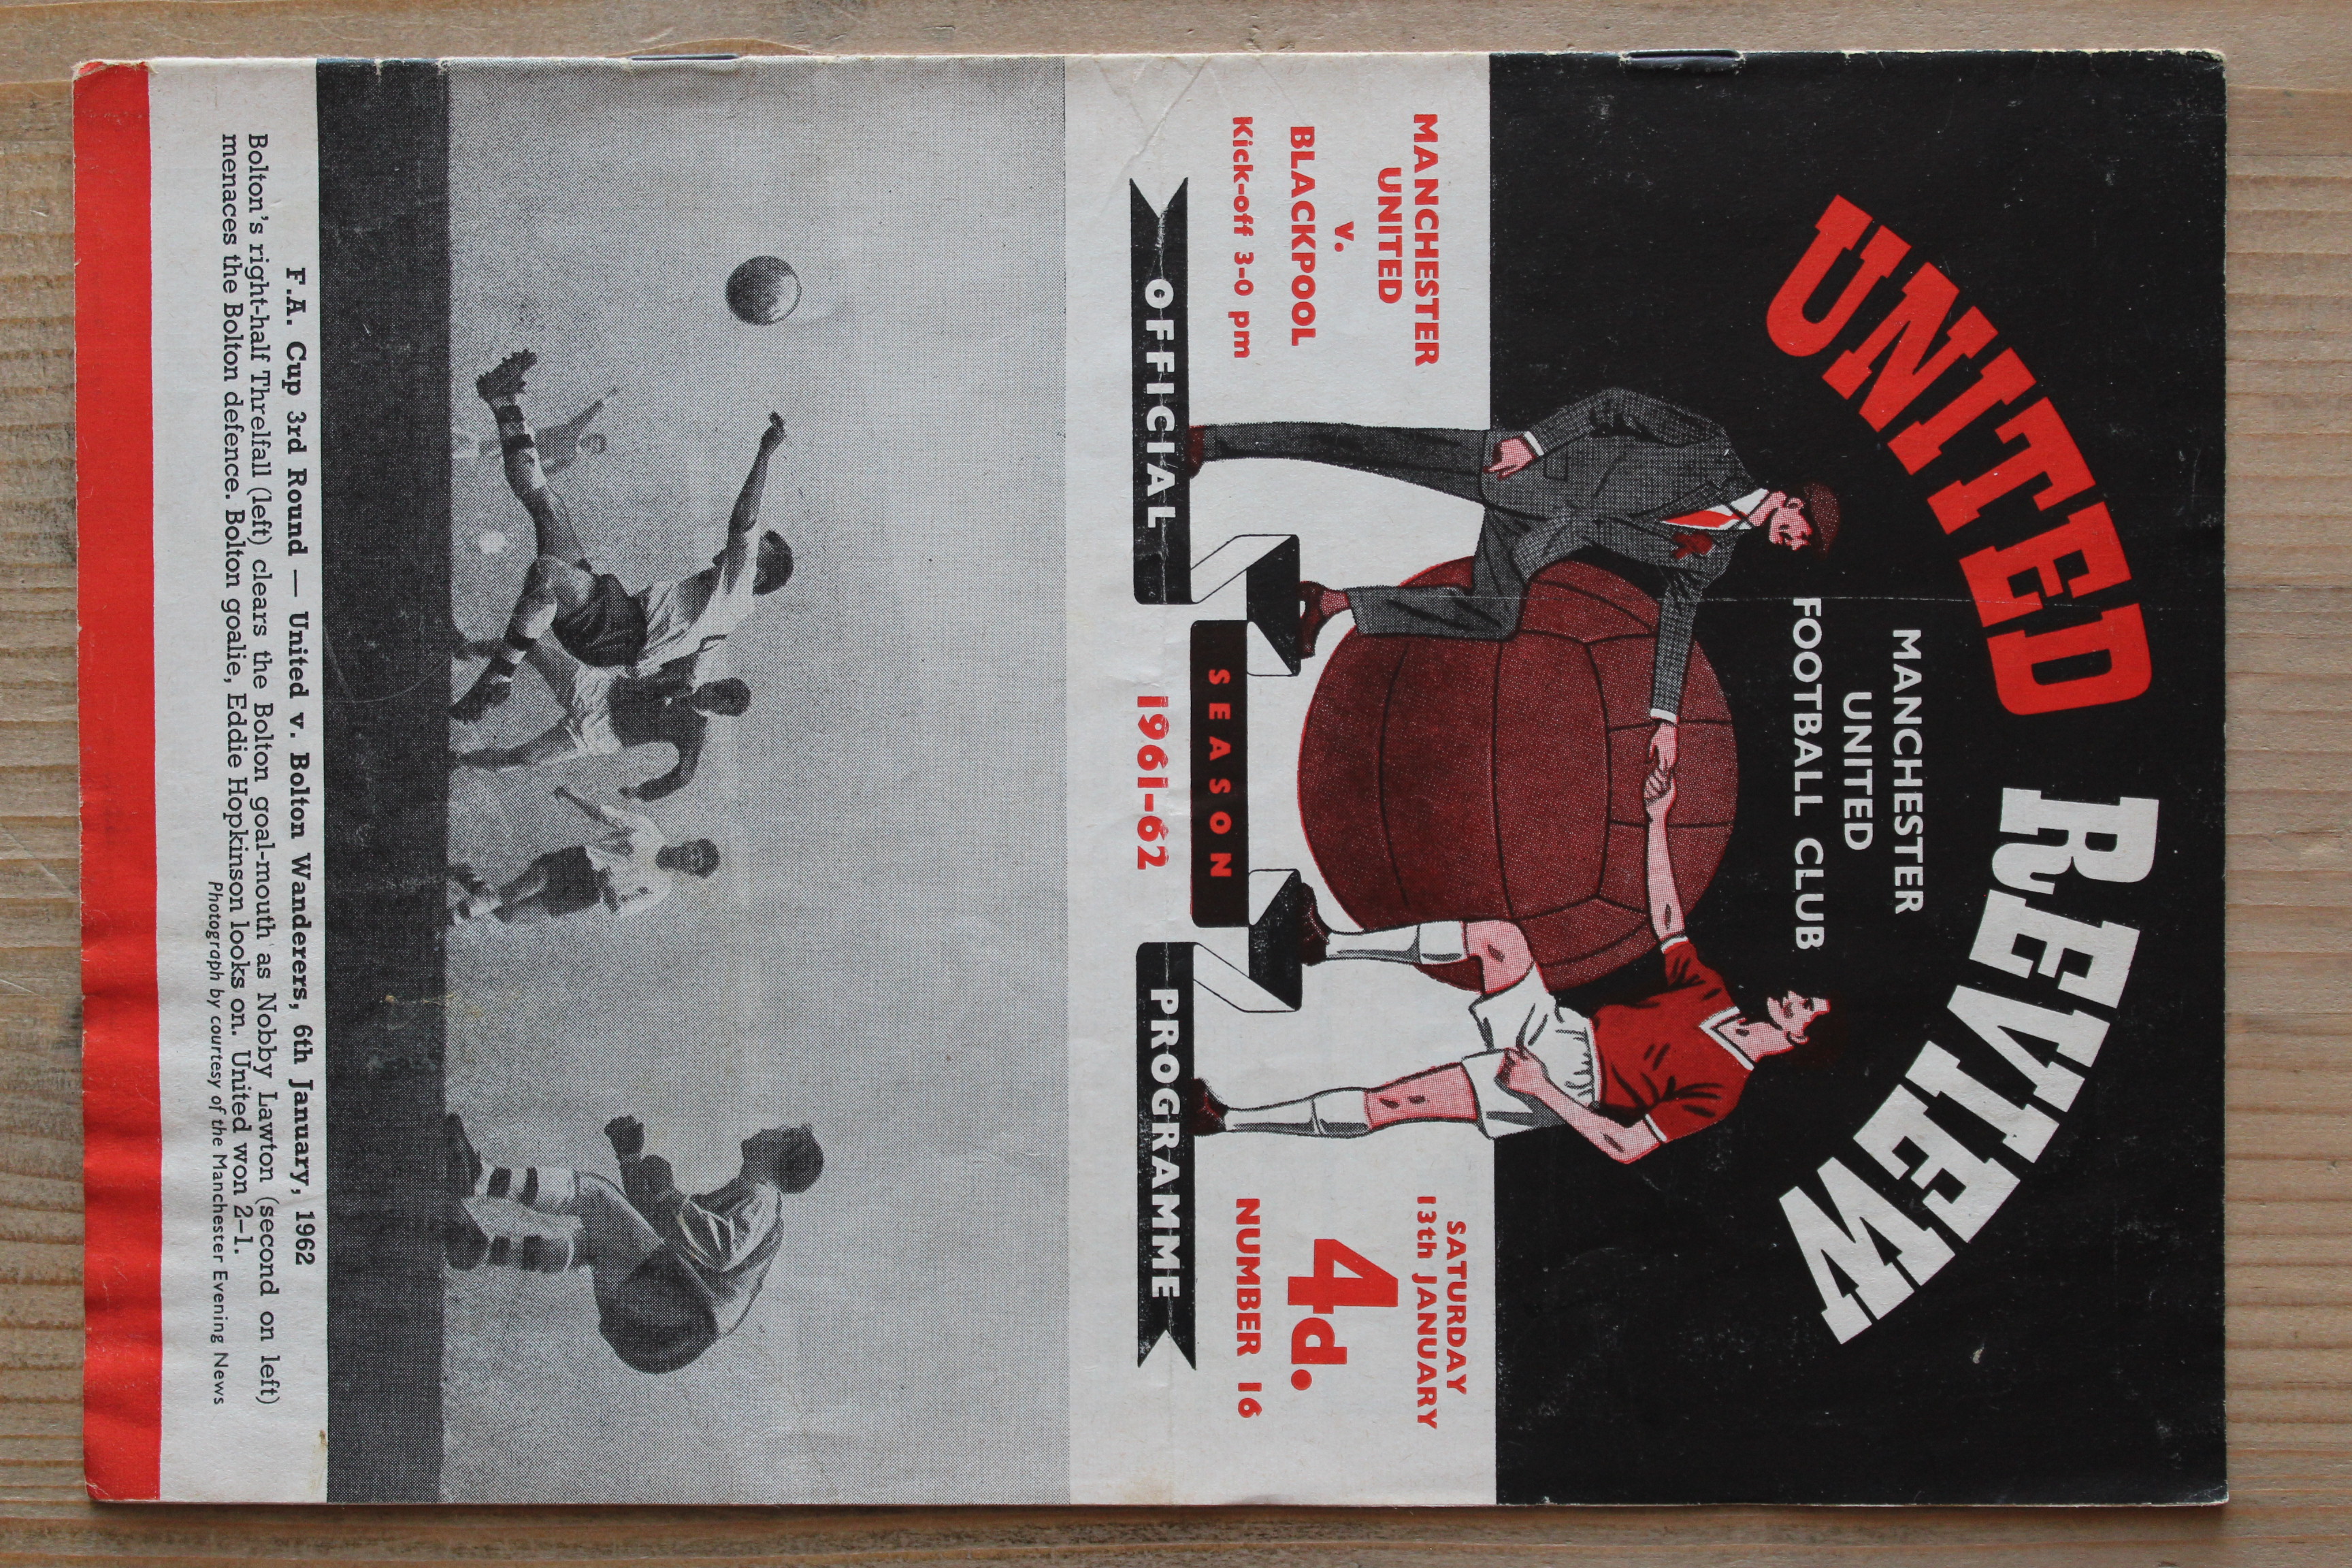 UNITED REVIEW
MANCHESTER
UNITED
FOOTBALL CLUB
MANCHESTER
UNITED
v.
BLACKPOOL
Kick-off 3-0 pm
SATURDAY
13th JANUARY
4d.
NUMBER 16
OFFICIAL
SEASON
PROGRAMME
1961-62
F.A. Cup 3rd Round — United v. Bolton Wanderers, 6th January, 1962
Bolton's right-half Threlfall (left) clears the Bolton goal-mouth as Nobby Lawton (second on left)
menaces the Bolton defence. Bolton goalie, Eddie Hopkinson looks on. United won 2-1.
Photograph by courtesy of the Manchester Evening News